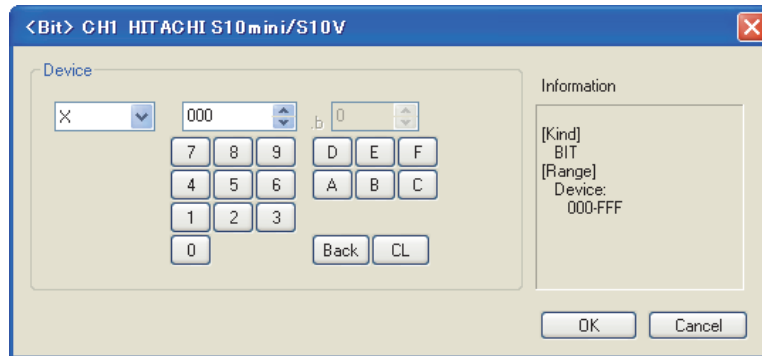 <Bit> CH1 HITACHI S10mini/S10V
Device
X 000 .b 0
7 8 9 D E F
4 5 6 A B C
1 2 3
0 Back CL
Information
[Kind]
BIT
[Range]
Device:
000-FFF
OK Cancel